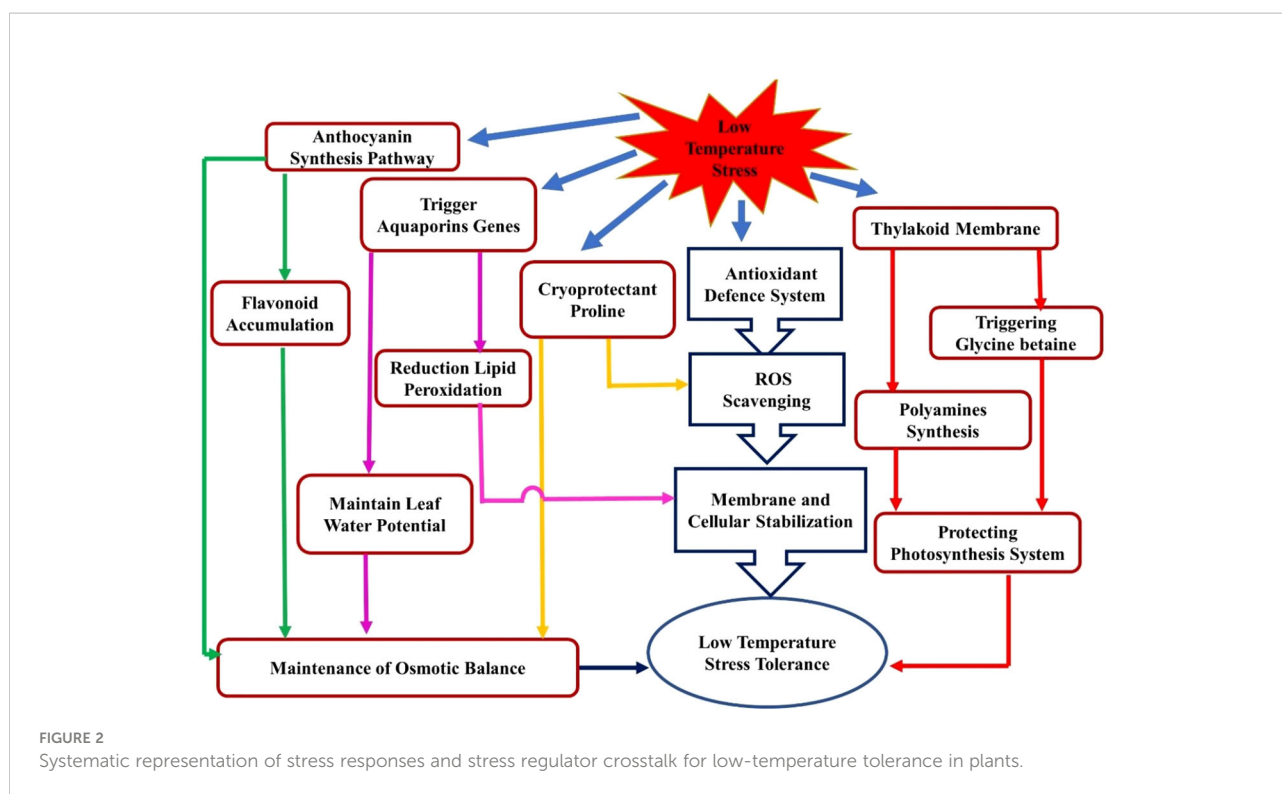 Low
Temperature
Stress
Anthocyanin
Synthesis Pathway
Trigger
Aquaporins Genes
Thylakoid Membrane
Cryoprotectant
Proline
Antioxidant
Defence System
Flavonoid
Accumulation
Triggering
Glycine betaine
Reduction Lipid
Peroxidation
ROS
Scavenging
Polyamines
Synthesis
Maintain Leaf
Water Potential
Membrane and
Cellular Stabilization
Protecting
Photosynthesis System
Maintenance of Osmotic Balance
Low Temperature
Stress Tolerance
FIGURE 2
Systematic representation of stress responses and stress regulator crosstalk for low-temperature tolerance in plants.